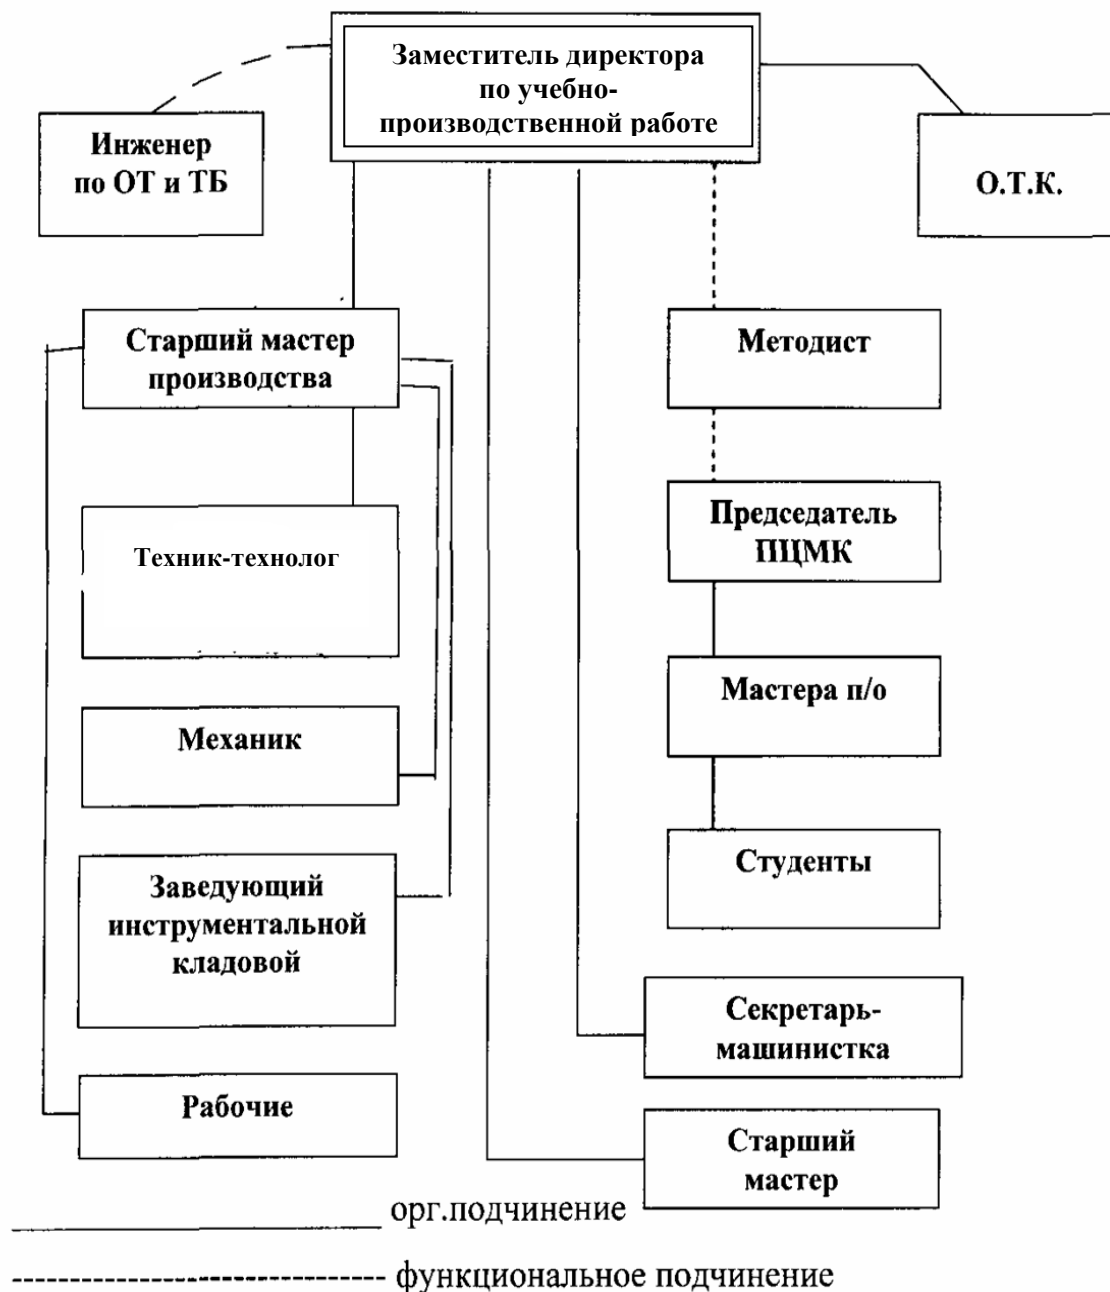 Заместитель директора
по учебно-
производственной работе
Инженер
по ОТ и ТБ
О.Т.К.
Старший мастер
производства
Методист
Техник-технолог
Председатель
ПЦМК
Механик
Мастера п/о
Заведующий
инструментальной
кладовой
Студенты
Секретарь-
машинистка
Рабочие
Старший
мастер
орг.подчинение
функциональное подчинение